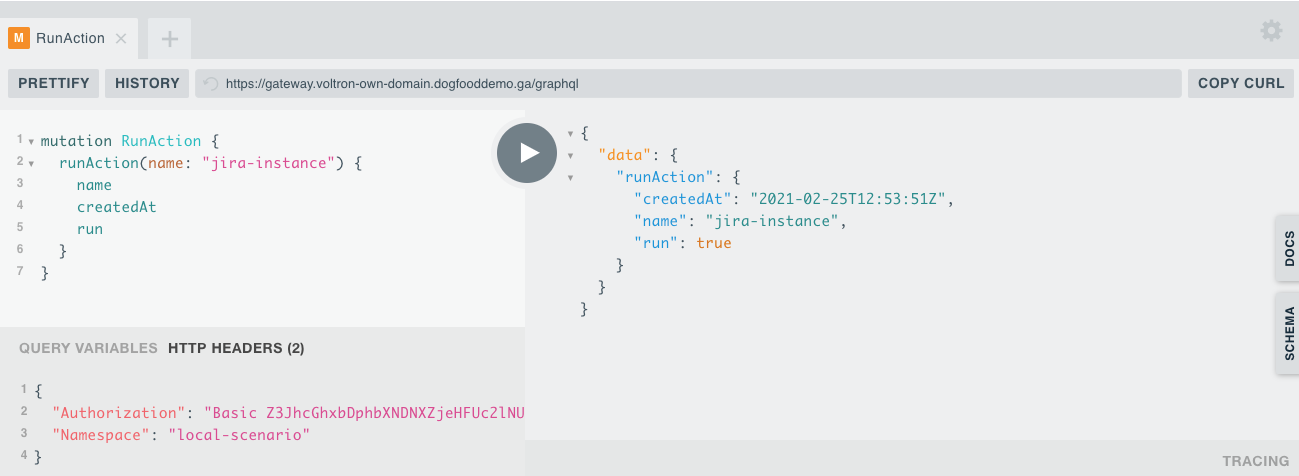 M RunAction × +
PRETTIFY HISTORY https://gateway.voltron-own-domain.dogfooddemo.ga/graphql COPY CURL
1 mutation RunAction {
2 runAction(name: "jira-instance") {
3 name
4 createdAt
5 run
6 }
7 }
{
"data": {
"runAction": {
"createdAt": "2021-02-25T12:53:51Z",
"name": "jira-instance",
"run": true
}
}
}
DOCS
SCHEMA
QUERY VARIABLES HTTP HEADERS (2)
1 {
2 "Authorization": "Basic Z3JhcGhxbDphbXNDNXZjeHFUc2lNU
3 "Namespace": "local-scenario"
4 }
TRACING